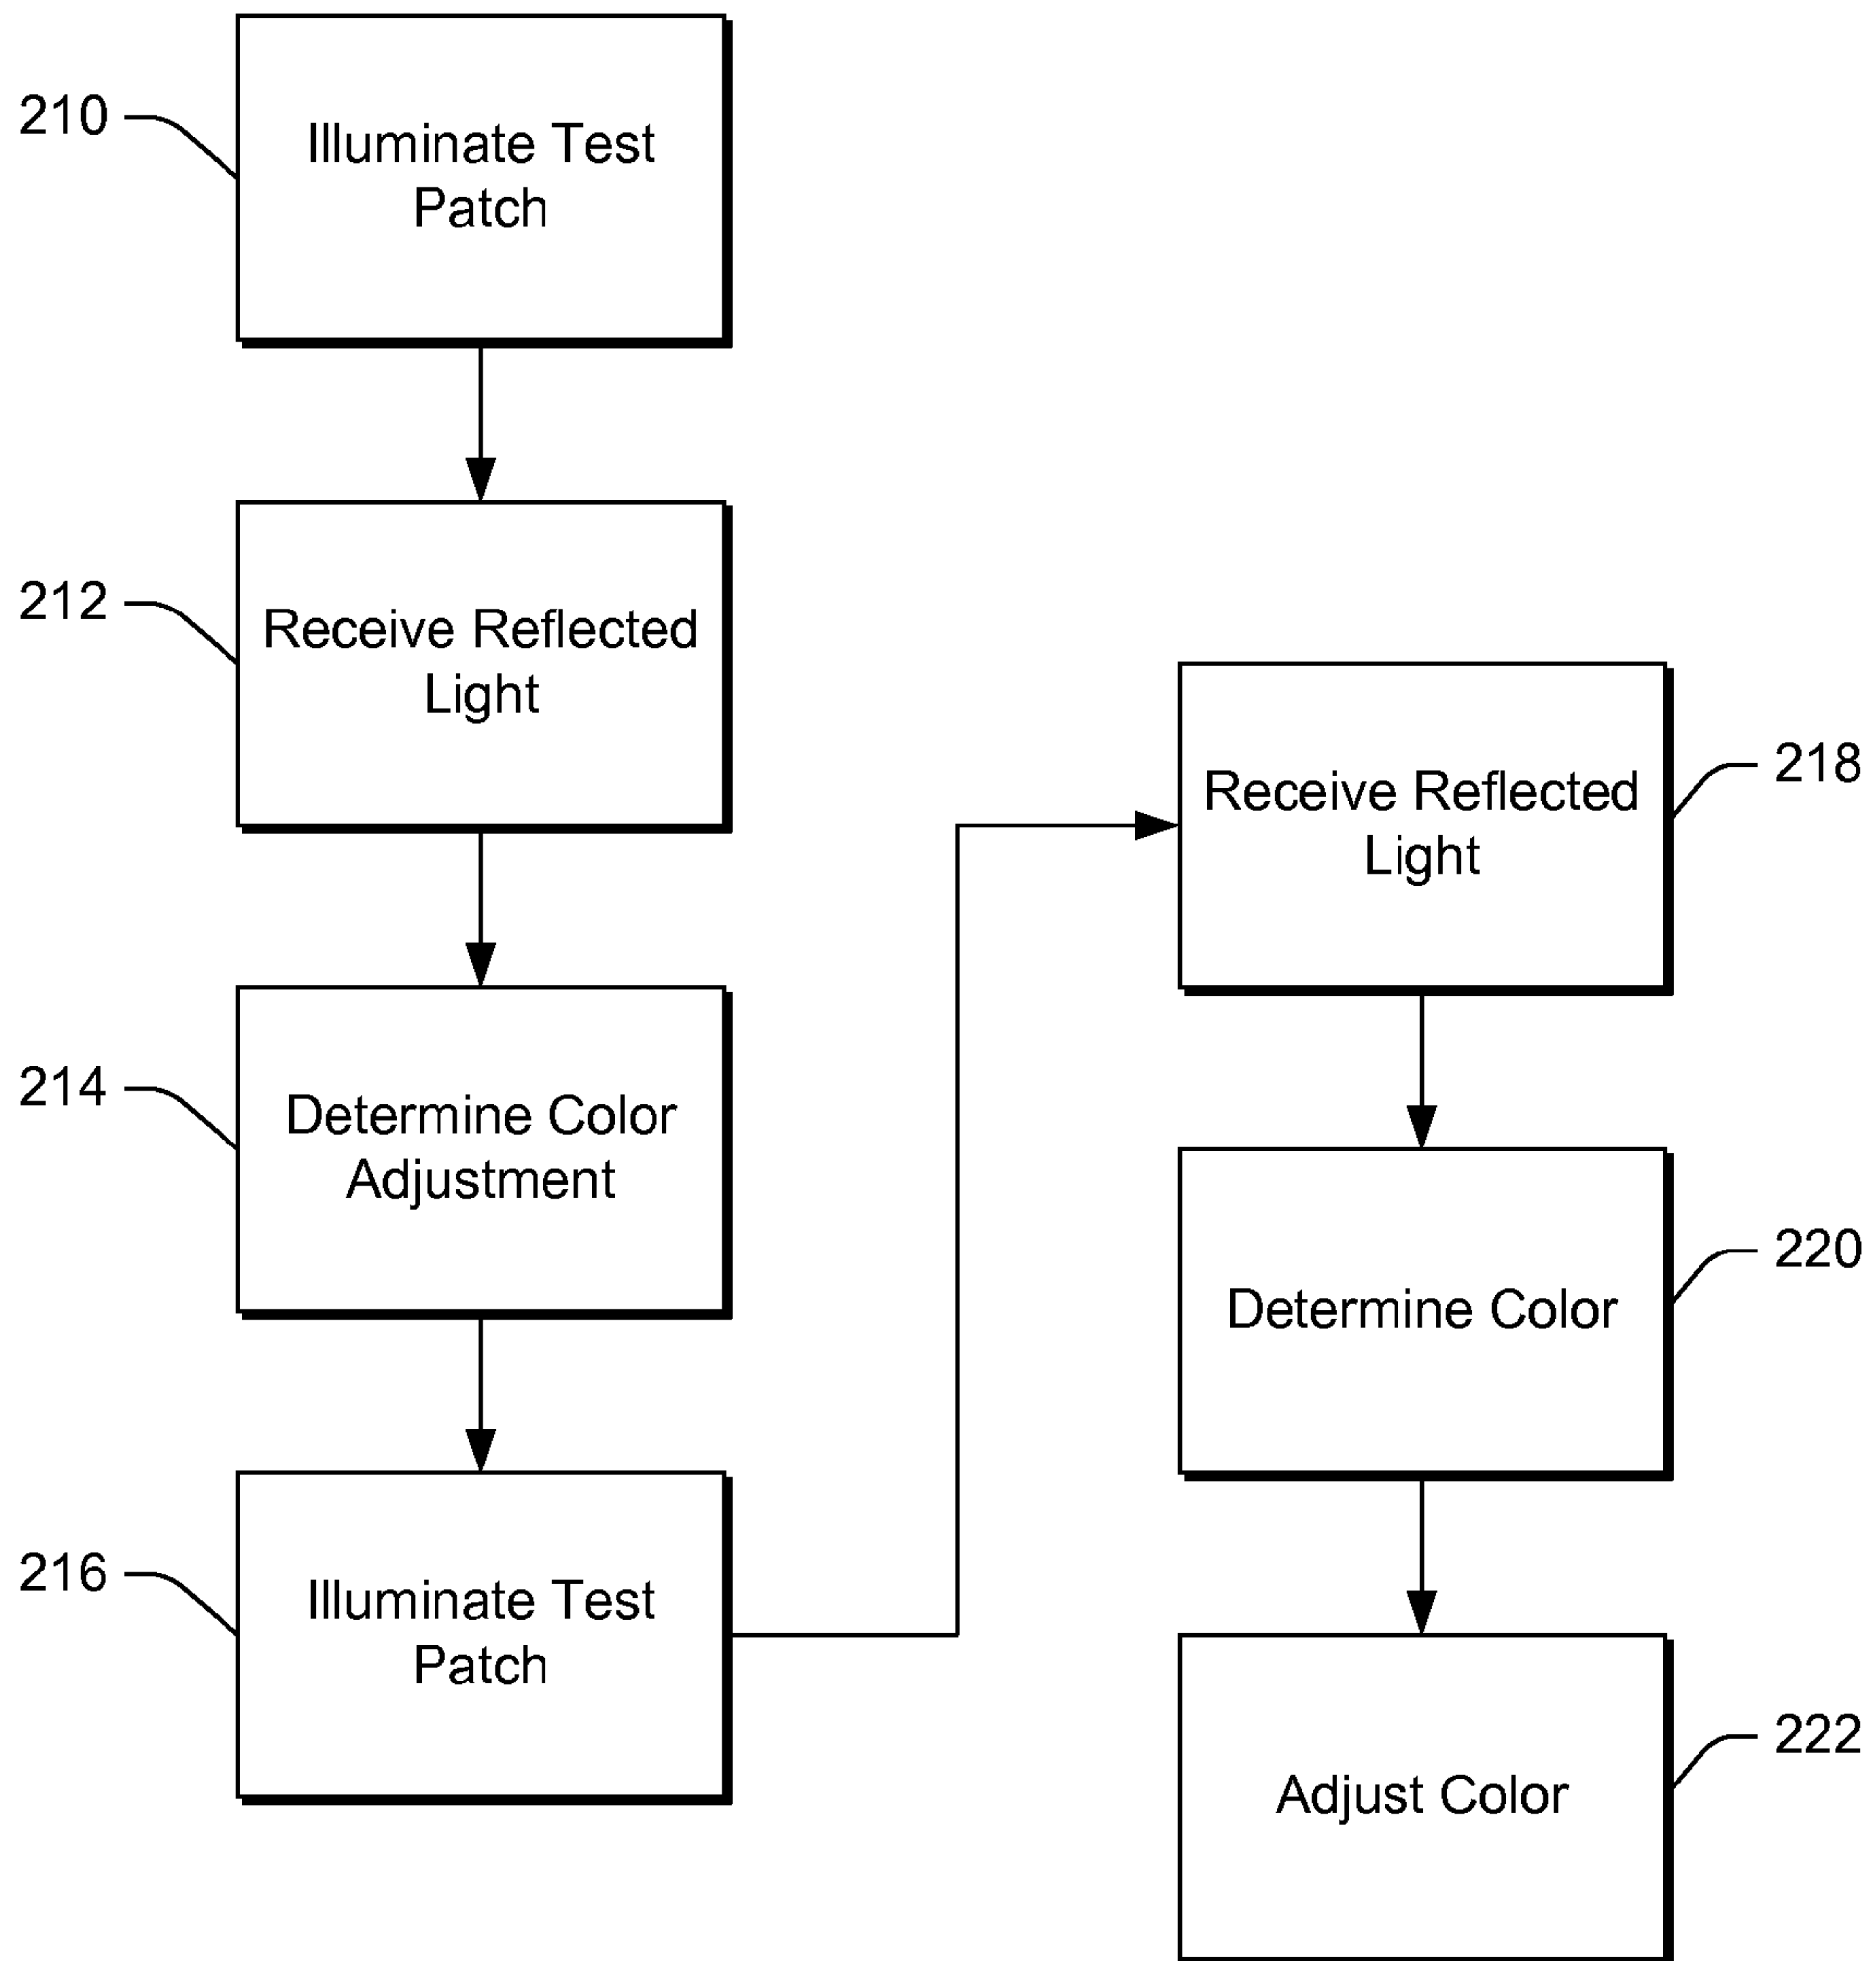 210
Illuminate Test
Patch
212
Receive Reflected
Light
214
Determine Color
Adjustment
216
Illuminate Test
Patch
218
Receive Reflected
Light
220
Determine Color
222
Adjust Color